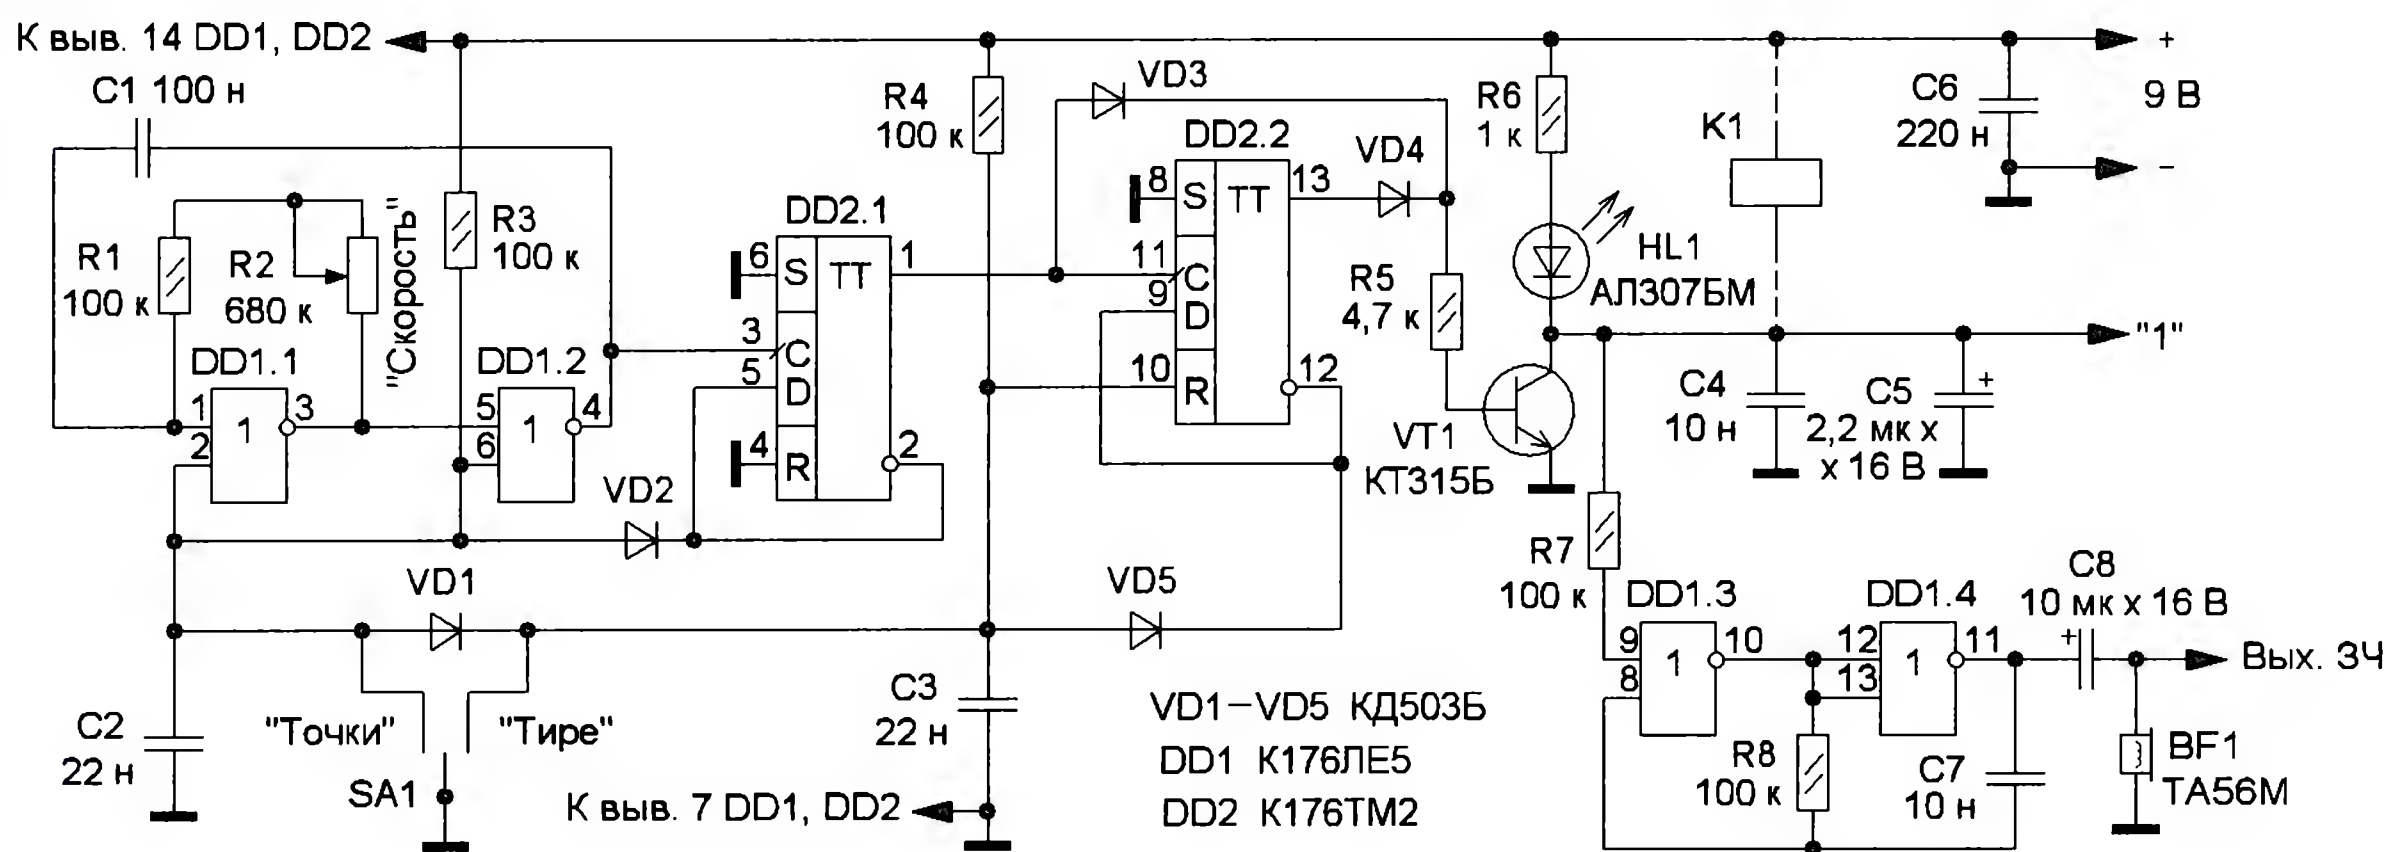 К выв. 14 DD1, DD2
+
9 В
−
C1 100 н
R1
100 к
R2
680 к
"Скорость"
R3
100 к
R4
100 к
VD3
DD2.2
VD4
R6
1 к
K1
C6
220 н
DD2.1
6 S TT 1
3 C
5 D
4 R 2
8 S TT 13
11 C
9 D
10 R 12
R5
4,7 к
HL1
АЛ307БМ
"1"
DD1.1
1 1 3
2
DD1.2
5 1 4
6
VD2
VT1
КТ315Б
C4
10 н
C5
+
2,2 мк x
x 16 В
VD1
VD5
R7
100 к
DD1.3
9 1 10
8
DD1.4
12 1 11
13
C8
10 мк x 16 В
+
Вых. ЗЧ
C2
22 н
"Точки"
"Тире"
SA1
C3
22 н
К выв. 7 DD1, DD2
VD1−VD5 КД503Б
DD1 К176ЛЕ5
DD2 К176ТМ2
R8
100 к
C7
10 н
BF1
ТА56М